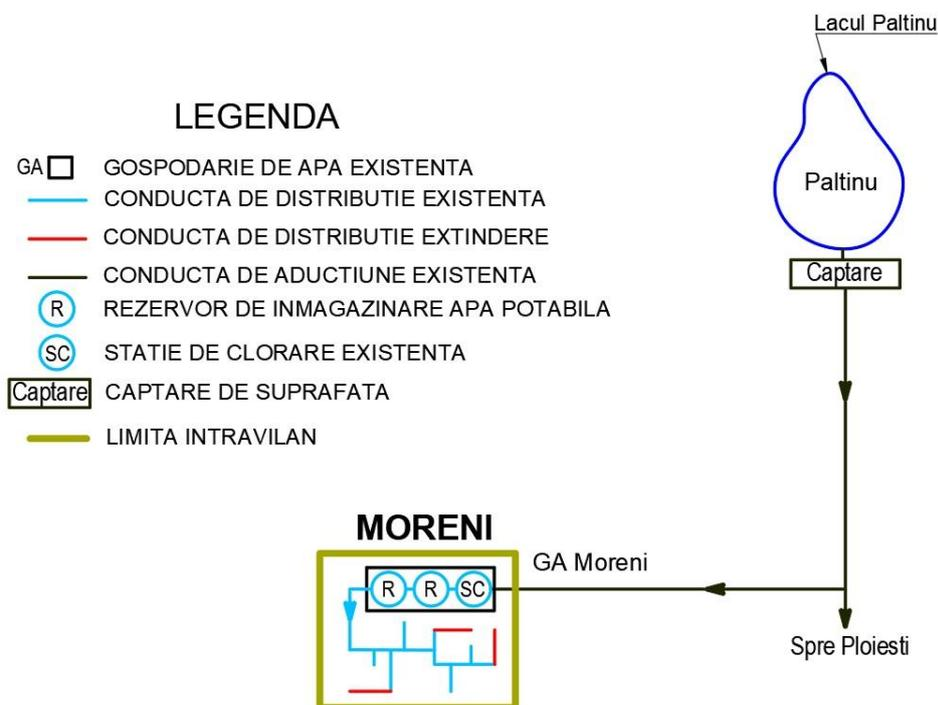 Lacul Paltinu
Paltinu
Captare
LEGENDA
GA GOSPODARIE DE APA EXISTENTA
CONDUCTA DE DISTRIBUTIE EXISTENTA
CONDUCTA DE DISTRIBUTIE EXTINDERE
CONDUCTA DE ADUCTIUNE EXISTENTA
R REZERVOR DE INMAGAZINARE APA POTABILA
SC STATIE DE CLORARE EXISTENTA
Captare CAPTARE DE SUPRAFATA
LIMITA INTRAVILAN
MORENI
GA Moreni
R R SC
Spre Ploiesti